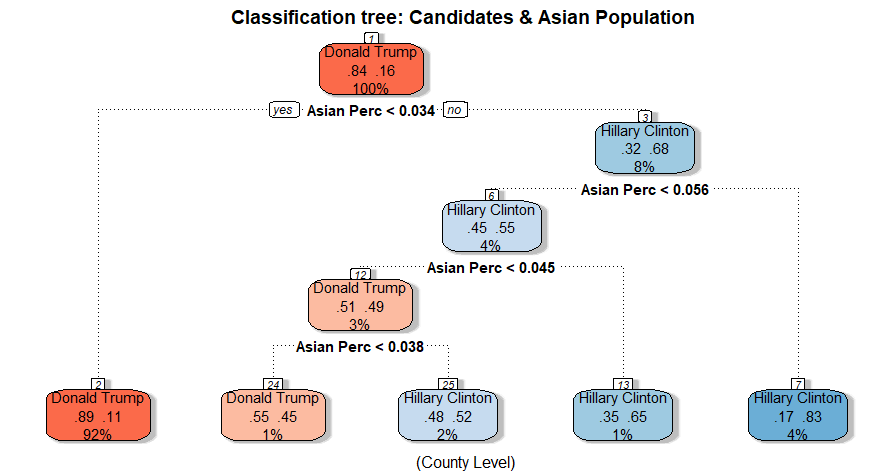 Classification tree: Candidates & Asian Population
1
Donald Trump
.84 .16
100%
yes Asian Perc < 0.034 no
3
Hillary Clinton
.32 .68
8%
Asian Perc < 0.056
6
Hillary Clinton
.45 .55
4%
Asian Perc < 0.045
12
Donald Trump
.51 .49
3%
Asian Perc < 0.038
2
Donald Trump
.89 .11
92%
24
Donald Trump
.55 .45
1%
25
Hillary Clinton
.48 .52
2%
13
Hillary Clinton
.35 .65
1%
7
Hillary Clinton
.17 .83
4%
(County Level)